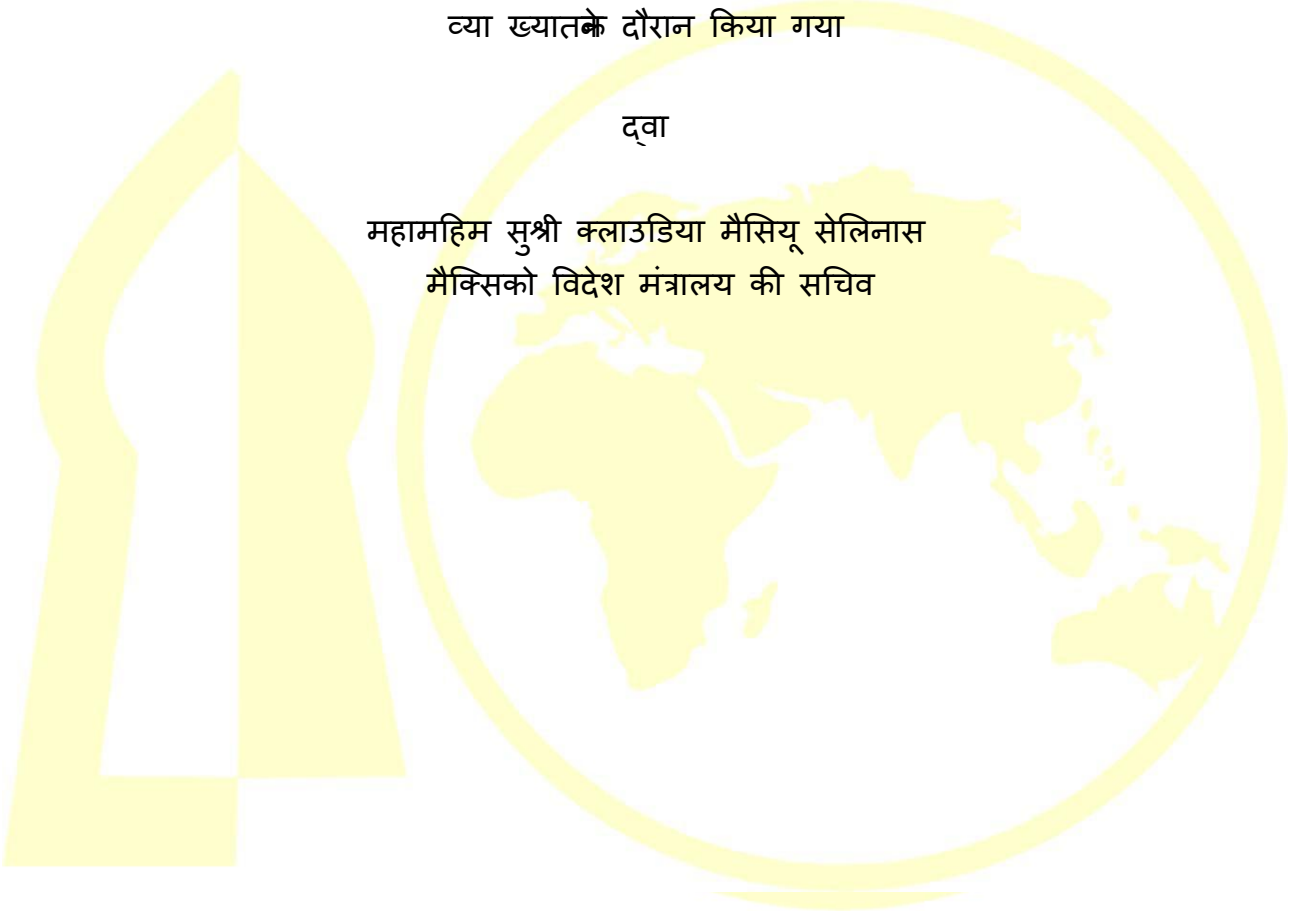 व्या ख्यातके दौरान किया गया
द्वा
महामहिम सुश्री क्लाउडिया मैसियू सेलिनास
मैक्सिको विदेश मंत्रालय की सचिव